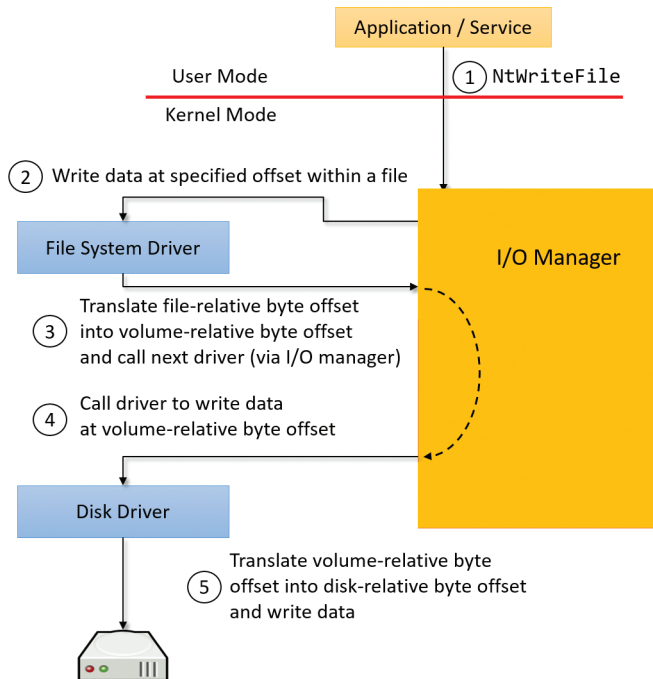 Application / Service
User Mode
1 NtWriteFile
Kernel Mode
2 Write data at specified offset within a file
File System Driver
I/O Manager
3 Translate file-relative byte offset
into volume-relative byte offset
and call next driver (via I/O manager)
4 Call driver to write data
at volume-relative byte offset
Disk Driver
5 Translate volume-relative byte
offset into disk-relative byte offset
and write data